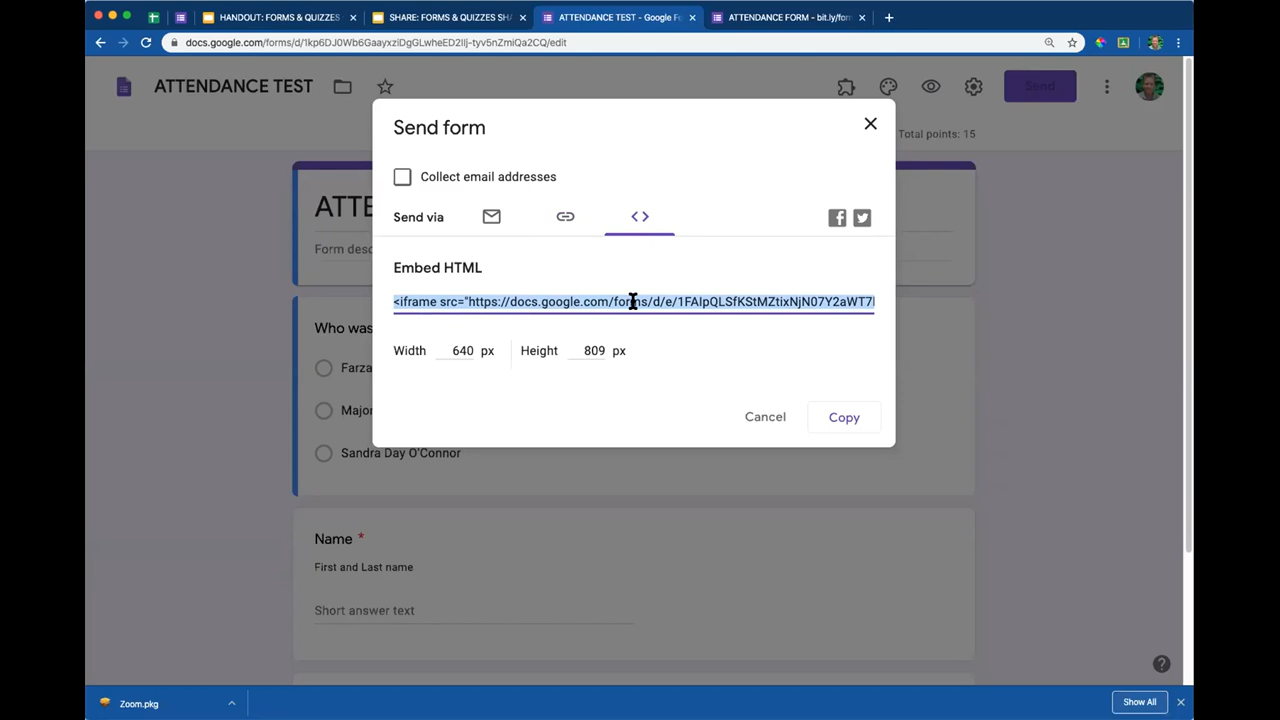 HANDOUT: FORMS & QUIZZES
SHARE: FORMS & QUIZZES SH
ATTENDANCE TEST - Google Fo
ATTENDANCE FORM - bit.ly/forn
docs.google.com/forms/d/1kp6DJ0Wb6GaayxziDgGLwheED2IIj-tyv5nZmiQa2CQ/edit
ATTENDANCE TEST
Send
Send form
Total points: 15
Collect email addresses
ATTE
Send via
Form desc
Embed HTML
<iframe src="https://docs.google.com/forms/d/e/1FAIpQLSfKStMZtixNjN07Y2aWT7
Who was
Width 640 px Height 809 px
Farza
Major
Cancel Copy
Sandra Day O'Connor
Name *
First and Last name
Short answer text
Zoom.pkg
Show All